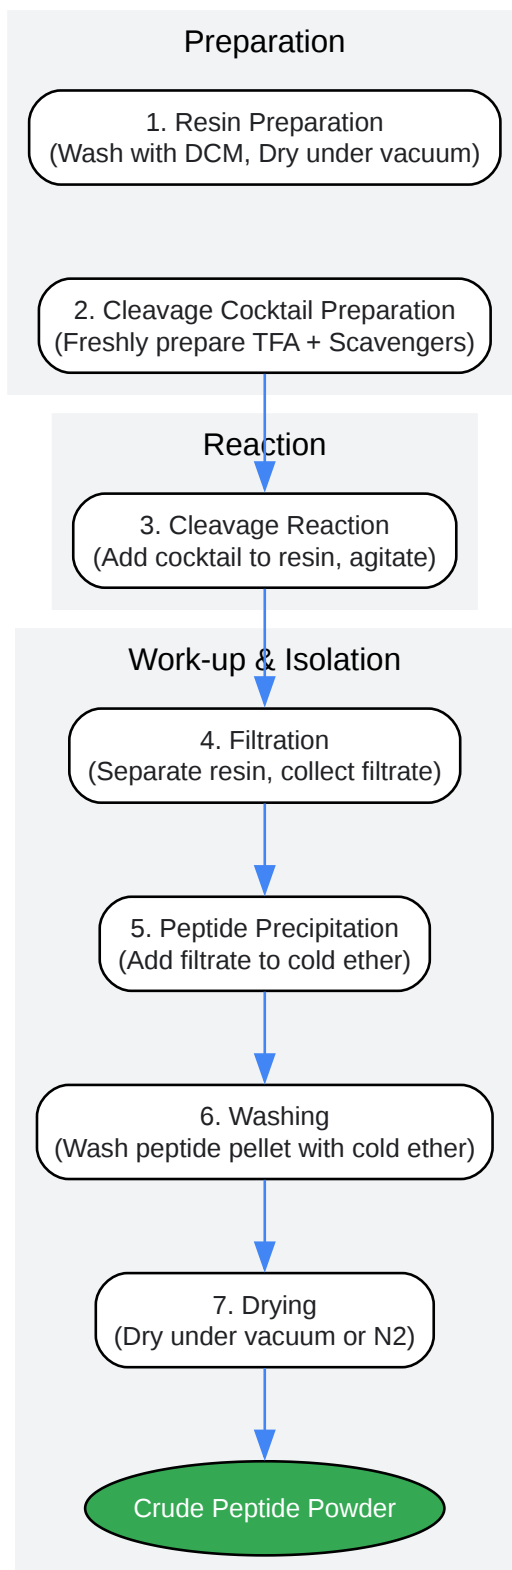 Preparation
1. Resin Preparation
(Wash with DCM, Dry under vacuum)
2. Cleavage Cocktail Preparation
(Freshly prepare TFA + Scavengers)
Reaction
3. Cleavage Reaction
(Add cocktail to resin, agitate)
Work-up & Isolation
4. Filtration
(Separate resin, collect filtrate)
5. Peptide Precipitation
(Add filtrate to cold ether)
6. Washing
(Wash peptide pellet with cold ether)
7. Drying
(Dry under vacuum or N2)
Crude Peptide Powder